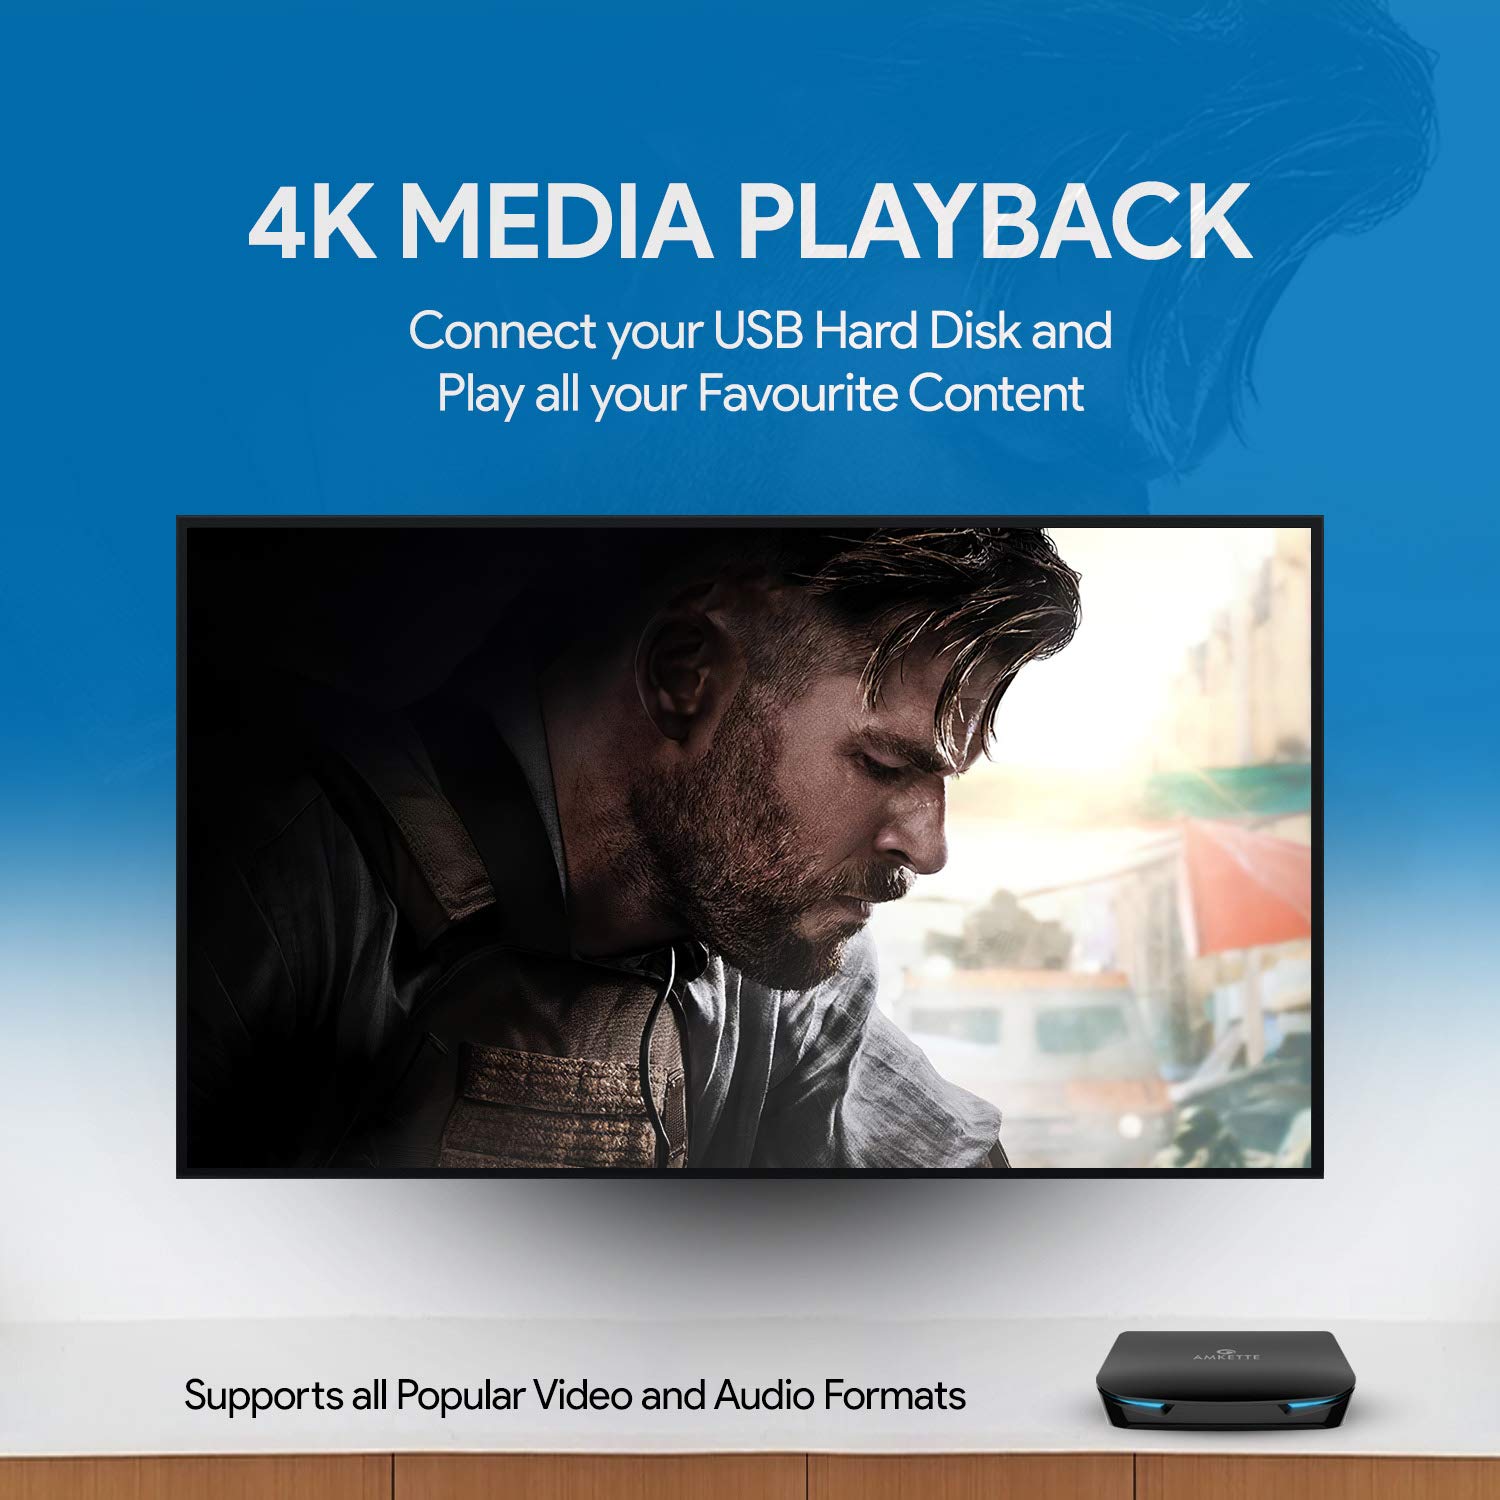 4K MEDIA PLAYBACK
Connect your USB Hard Disk and
Play all your Favourite Content
AMKETTE
Supports all Popular Video and Audio Formats